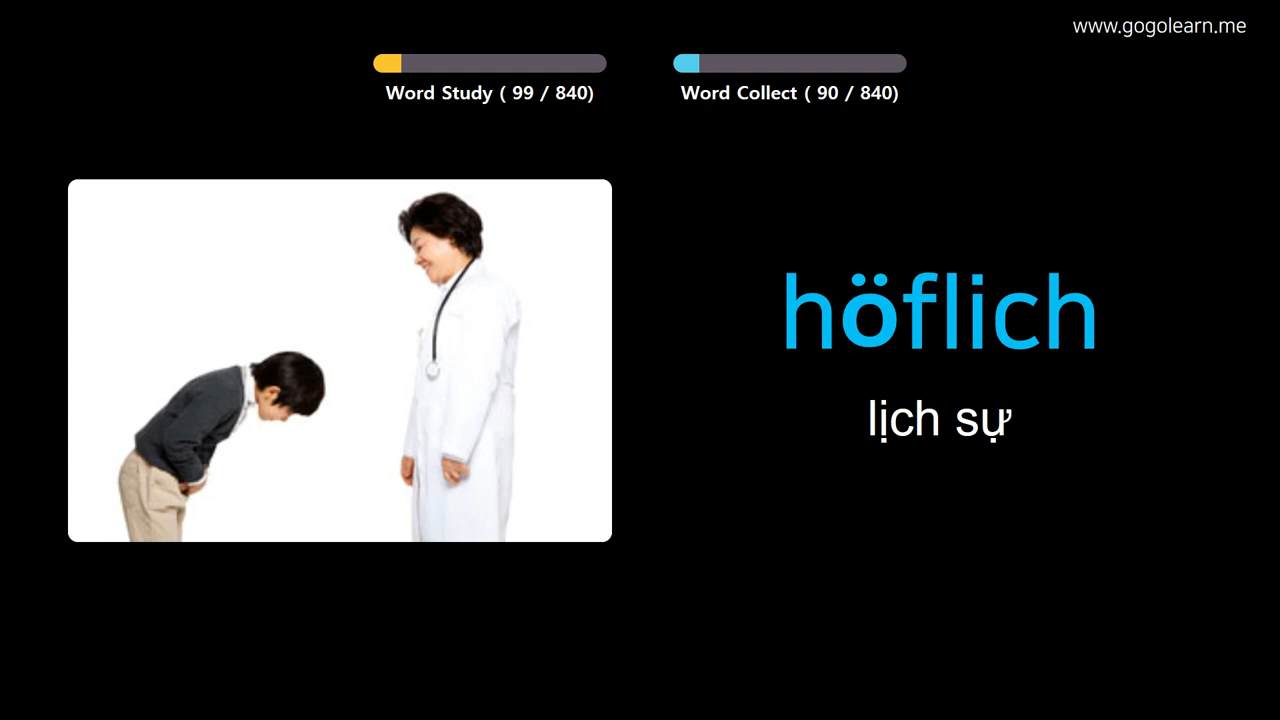 www.gogolearn.me
Word Study ( 99 / 840)
Word Collect ( 90 / 840)
höflich
lịch sự